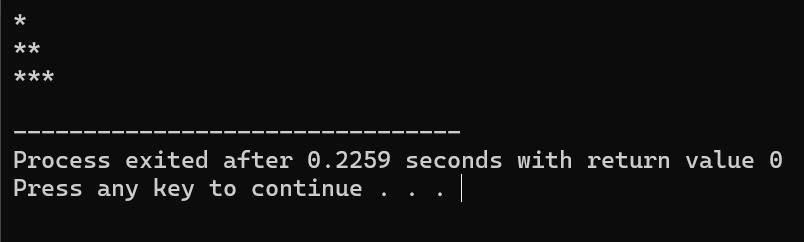 *
**
***
--------------------------------
Process exited after 0.2259 seconds with return value 0
Press any key to continue . . .